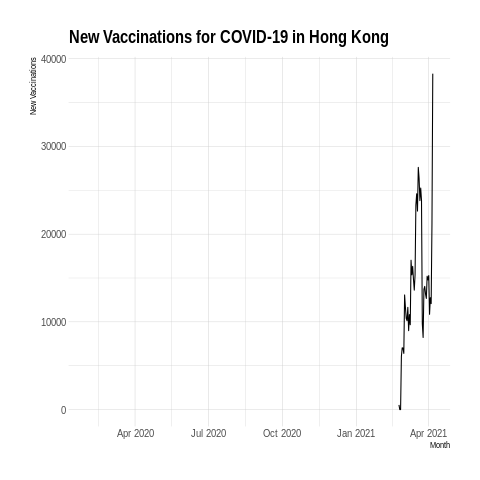 New Vaccinations for COVID-19 in Hong Kong
New Vaccinations
40000
30000
20000
10000
0
Apr 2020 Jul 2020 Oct 2020 Jan 2021 Apr 2021
Month